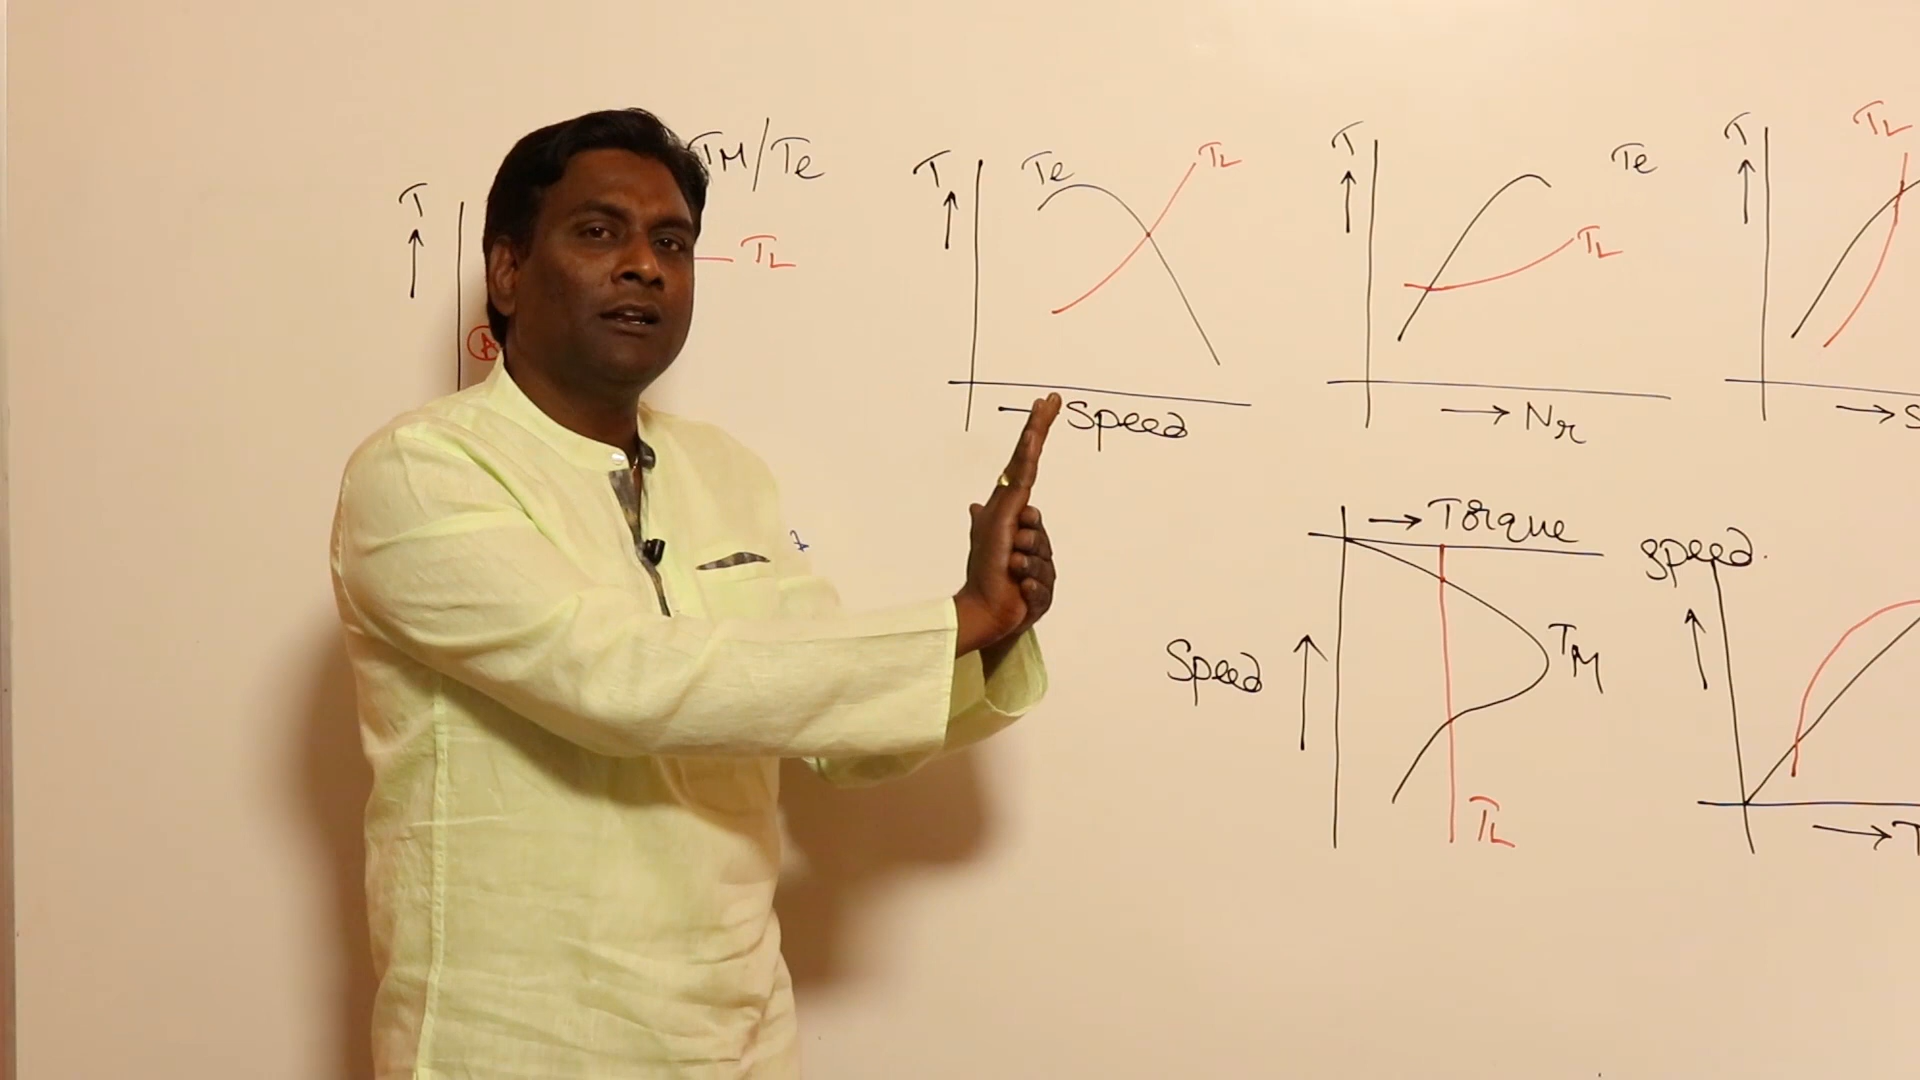 TM/Te
T
TL
A
T
Te
TL
Speed
T
Te
TL
Nr
T
TL
S
Torque
Speed
TM
TL
speed.
T